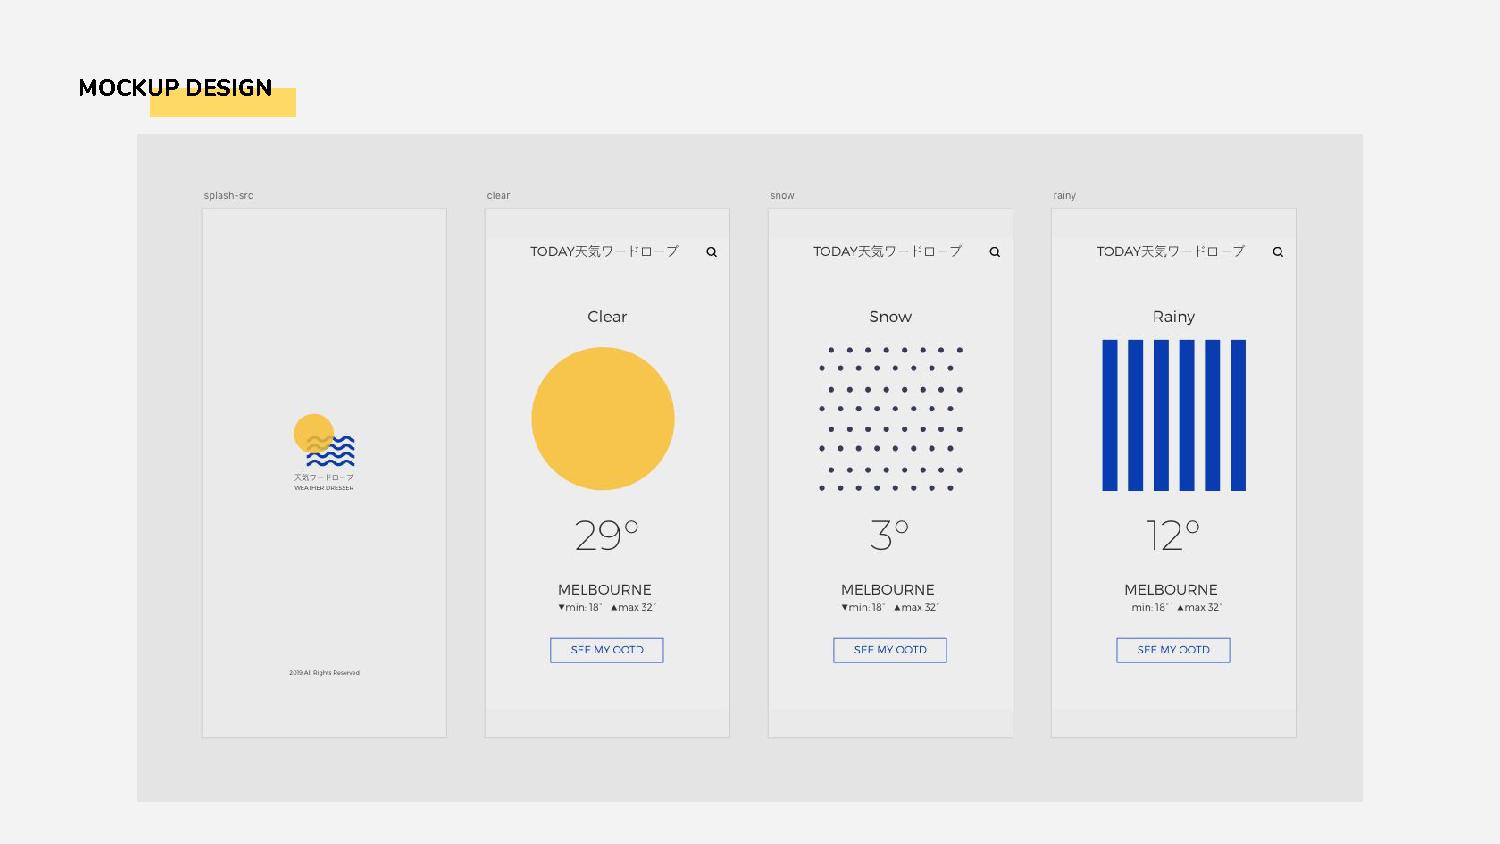 MOCKUP DESIGN
splash-src
clear
snow
rainy
TODAY天気ワードローブ
TODAY天気ワードローブ
TODAY天気ワードローブ
Clear
Snow
Rainy
天気ワードローブ
WEATHER DRESSER
29°
3°
12°
MELBOURNE
▼min: 18° ▲max 32°
MELBOURNE
▼min: 18° ▲max 32°
MELBOURNE
min: 18° ▲max 32°
SEE MY OOTD
SEE MY OOTD
SEE MY OOTD
2019 All Rights Reserved